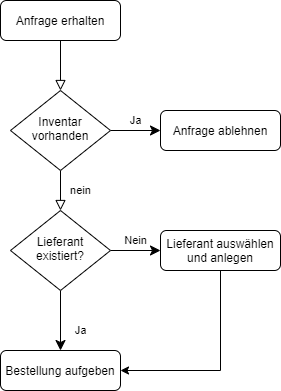 Anfrage erhalten
Inventar
vorhanden
Ja
Anfrage ablehnen
nein
Lieferant
existiert?
Nein
Lieferant auswählen
und anlegen
Ja
Bestellung aufgeben